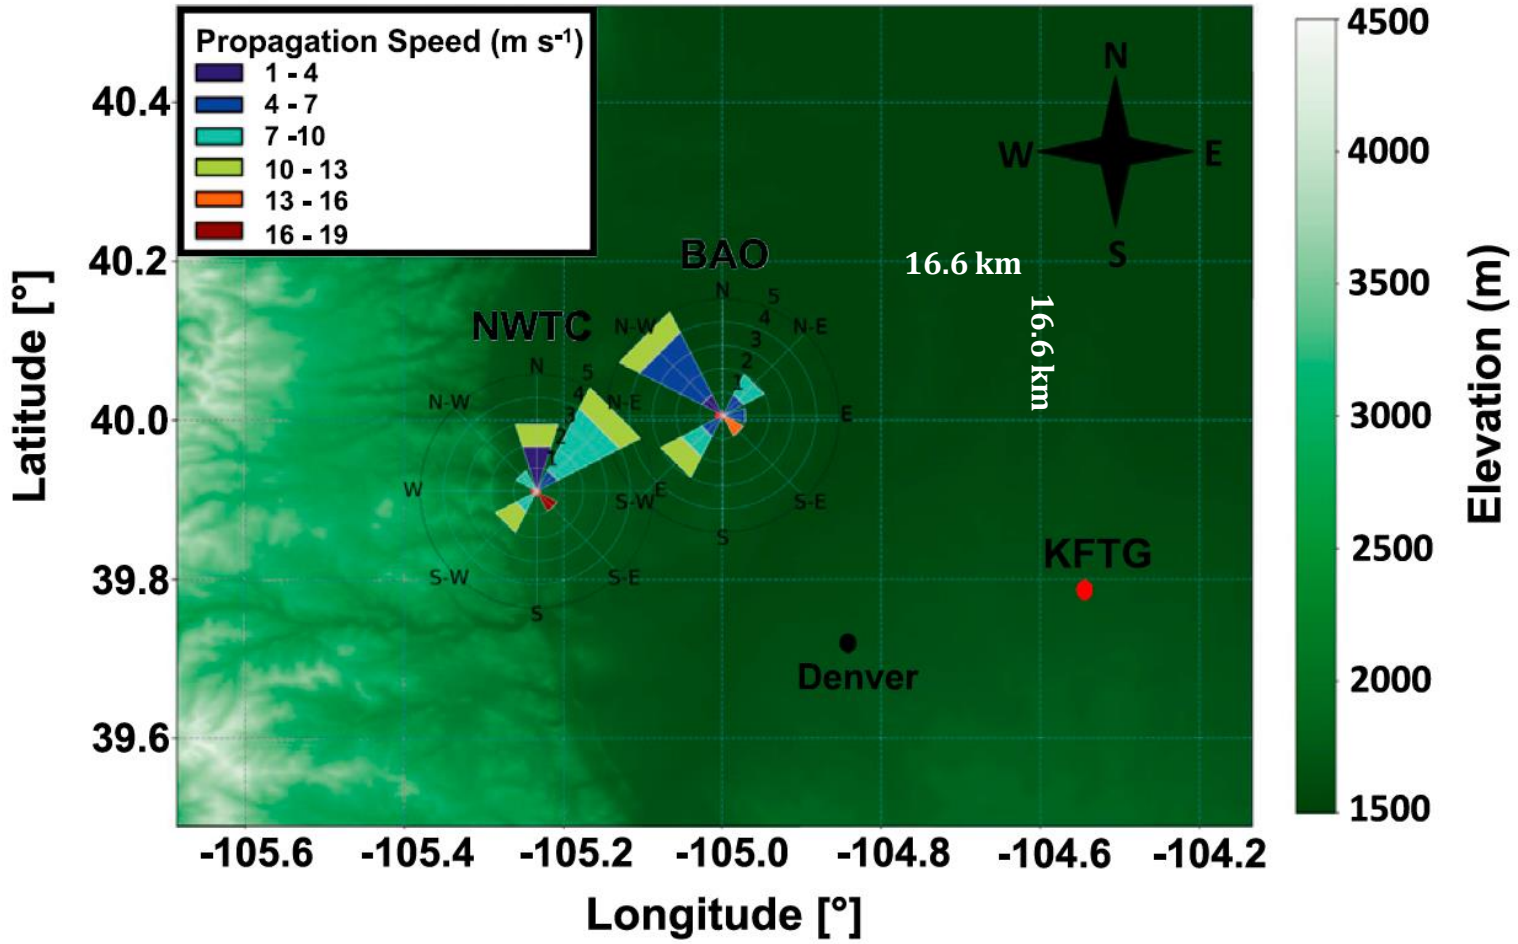 Propagation Speed (m s-1)
1 - 4
4 - 7
7 -10
10 - 13
13 - 16
16 - 19
4500
4000
3500
3000
2500
2000
1500
Elevation (m)
N
W
E
S
40.4
40.2
40.0
39.8
39.6
Latitude [°]
BAO
N
5
4
3
2
1
N-W
N-E
E
S-W
S-E
S
16.6 km
16.6 km
NWTC
N
5
4
3
2
1
N-W
N-E
W
E
S-W
S-E
S
KFTG
Denver
-105.6
-105.4
-105.2
-105.0
-104.8
-104.6
-104.2
Longitude [°]